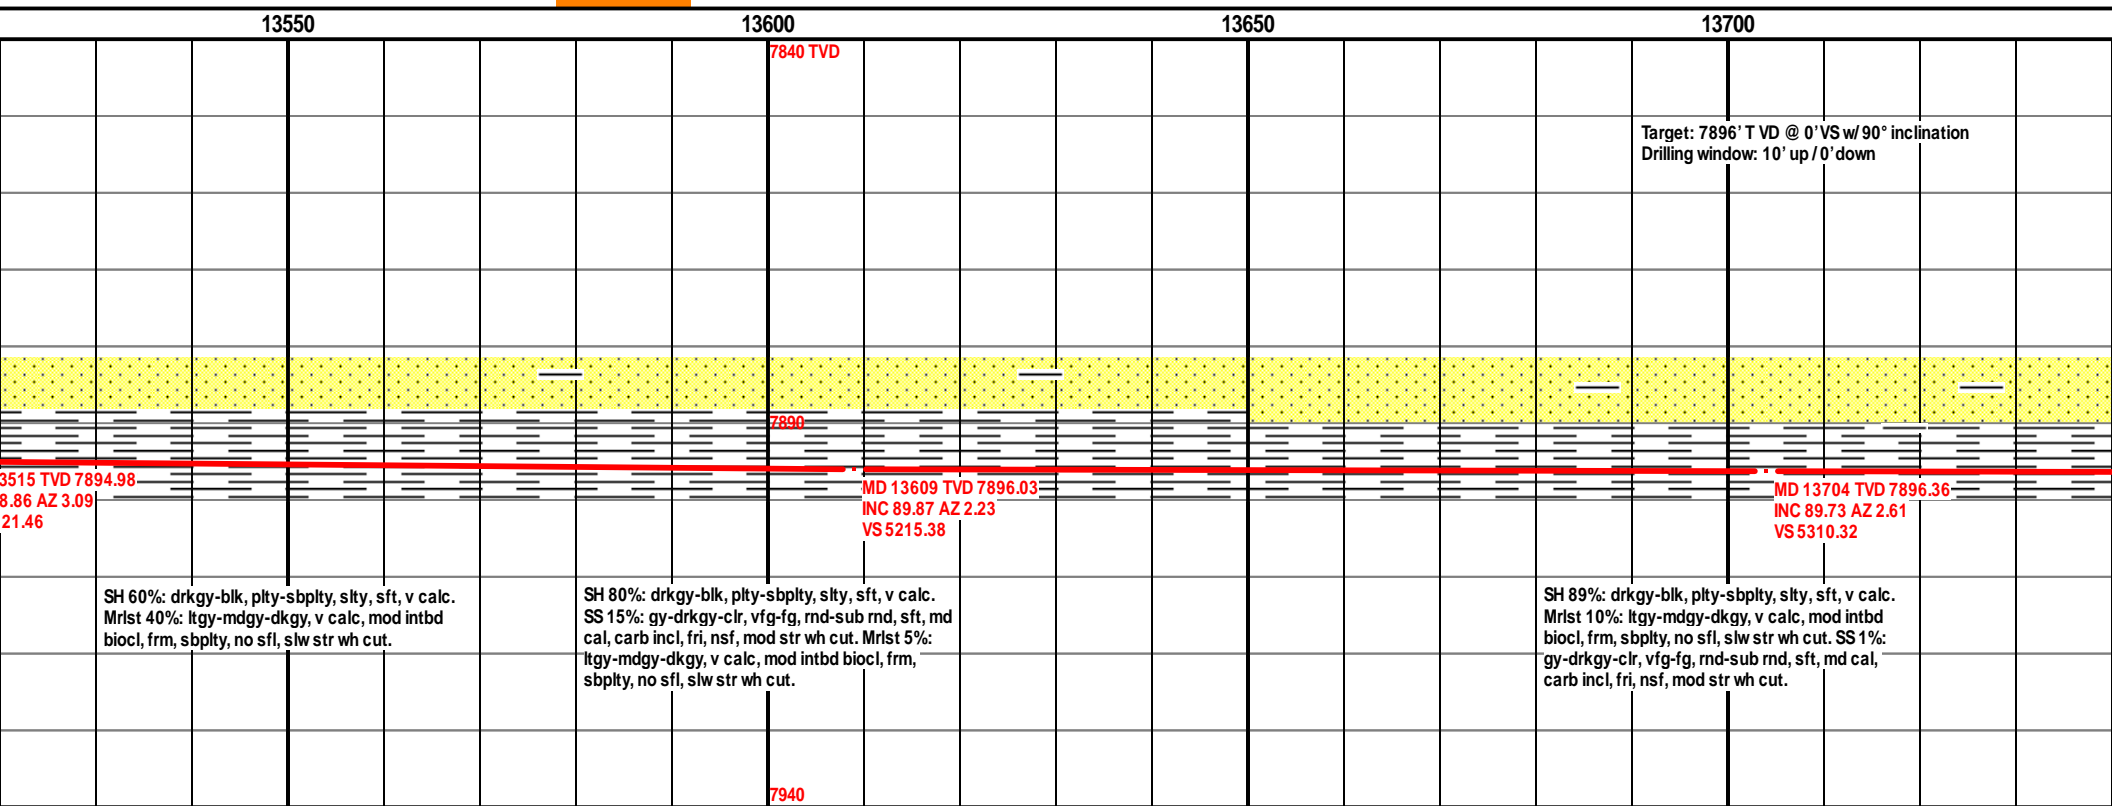 13550 13600 13650 13700
7840 TVD
Target: 7896' T VD @ 0' VS w/ 90° inclination
Drilling window: 10' up / 0' down
7890
3515 TVD 7894.98
8.86 AZ 3.09
21.46
MD 13609 TVD 7896.03
INC 89.87 AZ 2.23
VS 5215.38
MD 13704 TVD 7896.36
INC 89.73 AZ 2.61
VS 5310.32
SH 60%: drkgy-blk, plty-sbplty, slty, sft, v calc.
Mrlst 40%: ltgy-mdgy-dkgy, v calc, mod intbd
biocl, frm, sbplty, no sfl, slw str wh cut.
SH 80%: drkgy-blk, plty-sbplty, slty, sft, v calc.
SS 15%: gy-drkgy-clr, vfg-fg, rnd-sub rnd, sft, md
cal, carb incl, fri, nsf, mod str wh cut. Mrlst 5%:
ltgy-mdgy-dkgy, v calc, mod intbd biocl, frm,
sbplty, no sfl, slw str wh cut.
SH 89%: drkgy-blk, plty-sbplty, slty, sft, v calc.
Mrlst 10%: ltgy-mdgy-dkgy, v calc, mod intbd
biocl, frm, sbplty, no sfl, slw str wh cut. SS 1%:
gy-drkgy-clr, vfg-fg, rnd-sub rnd, sft, md cal,
carb incl, fri, nsf, mod str wh cut.
7940